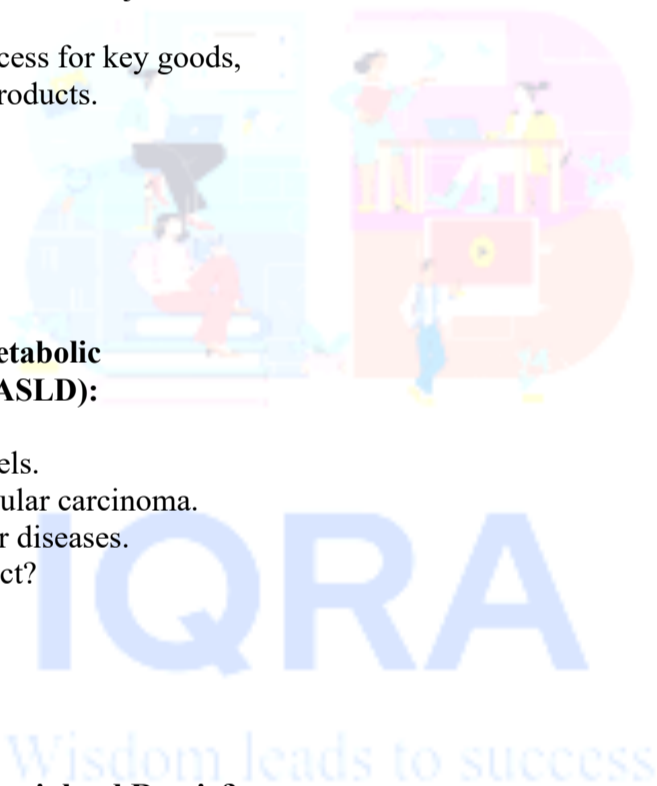 cess for key goods,
roducts.
etabolic
ASLD):
els.
ular carcinoma.
r diseases.
ct?
IQRA
Wisdom leads to success